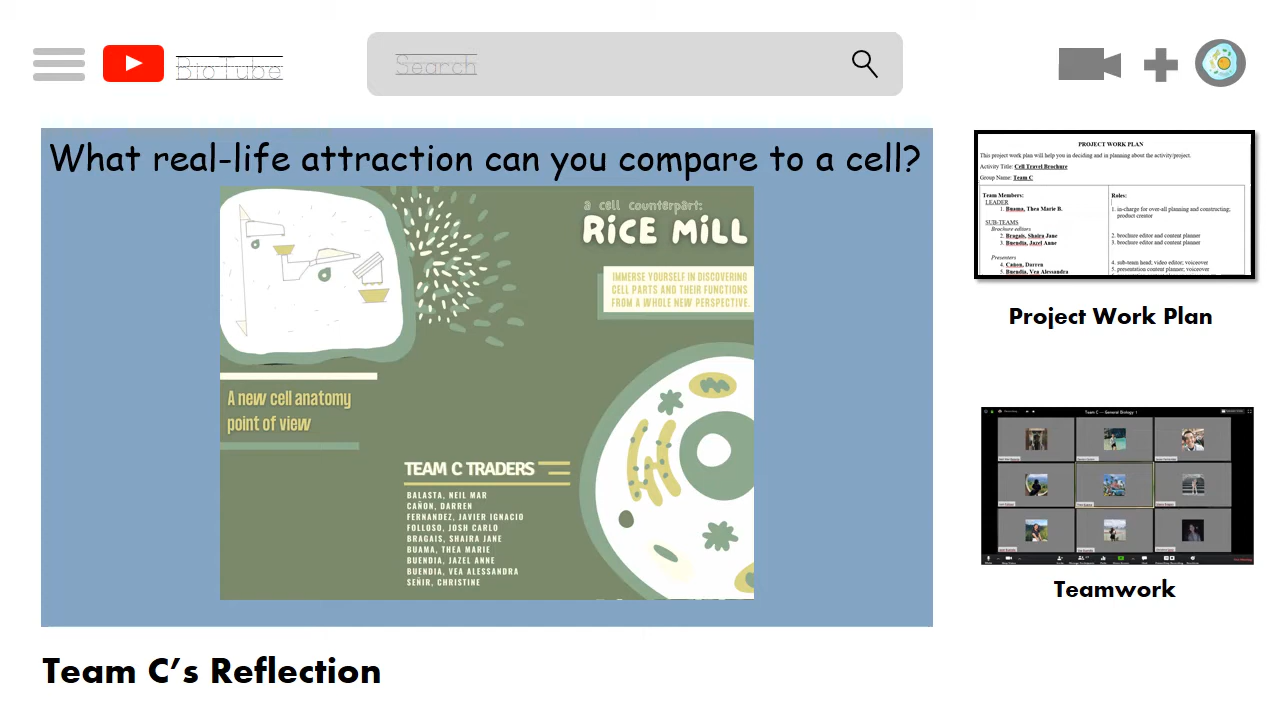 BioTube
Search
What real-life attraction can you compare to a cell?
a cell counterpart:
RiCE MiLL
IMMERSE YOURSELF IN DISCOVERING
CELL PARTS AND THEIR FUNCTIONS
FROM A WHOLE NEW PERSPECTIVE.
A new cell anatomy
point of view
TEAM C TRADERS
BALASTA, NEIL MAR
CAÑON, DARREN
FERNANDEZ, JAVIER IGNACIO
FOLLOSO, JOSH CARLO
BRAGAIS, SHAIRA JANE
BUAMA, THEA MARIE
BUENDIA, JAZEL ANNE
BUENDIA, VEA ALESSANDRA
SEÑIR, CHRISTINE
Team C’s Reflection
PROJECT WORK PLAN
This project work plan will help you in deciding and in planning about the activity/project.
Activity Title: Cell Travel Brochure
Group Name: Team C
Team Members:
LEADER
1. Buama, Thea Marie B.
SUB-TEAMS
Brochure editors
2. Bragais, Shaira Jane
3. Buendia, Jazel Anne
Presenters
4. Cañon, Darren
5. Buendia, Vea Alessandra
Roles:
1. in-charge for over-all planning and constructing;
product creator
2. brochure editor and content planner
3. brochure editor and content planner
4. sub-team head; video editor; voiceover
5. presentation content planner; voiceover
Project Work Plan
Team C — General Biology 1
Teamwork